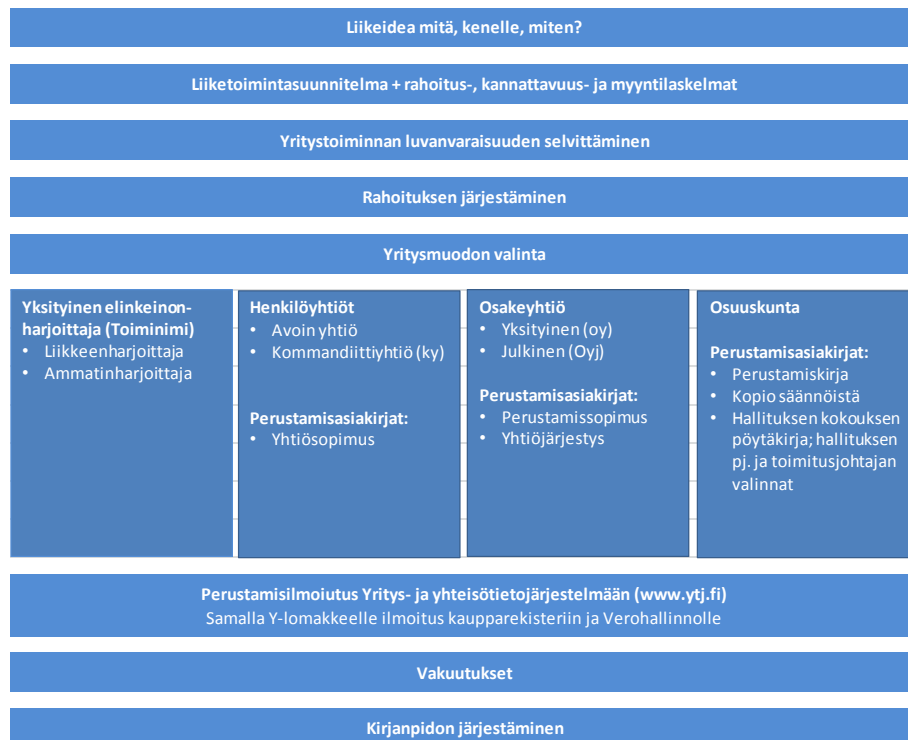 Liikeidea mitä, kenelle, miten?
Liiketoimintasuunnitelma + rahoitus-, kannattavuus- ja myyntilaskelmat
Yritystoiminnan luvanvaraisuuden selvittäminen
Rahoituksen järjestäminen
Yritysmuodon valinta
Yksityinen elinkeinon-
harjoittaja (Toiminimi)
• Liikkeenharjoittaja
• Ammatinharjoittaja
Henkilöyhtiöt
• Avoin yhtiö
• Kommandiittiyhtiö (ky)
Perustamisasiakirjat:
• Yhtiösopimus
Osakeyhtiö
• Yksityinen (oy)
• Julkinen (Oyj)
Perustamisasiakirjat:
• Perustamissopimus
• Yhtiöjärjestys
Osuuskunta
Perustamisasiakirjat:
• Perustamiskirja
• Kopio säännöistä
• Hallituksen kokouksen
pöytäkirja; hallituksen
pj. ja toimitusjohtajan
valinnat
Perustamisilmoiutus Yritys- ja yhteisötietojärjestelmään (www.ytj.fi)
Samalla Y-lomakkeelle ilmoitus kaupparekisteriin ja Verohallinnolle
Vakuutukset
Kirjanpidon järjestäminen